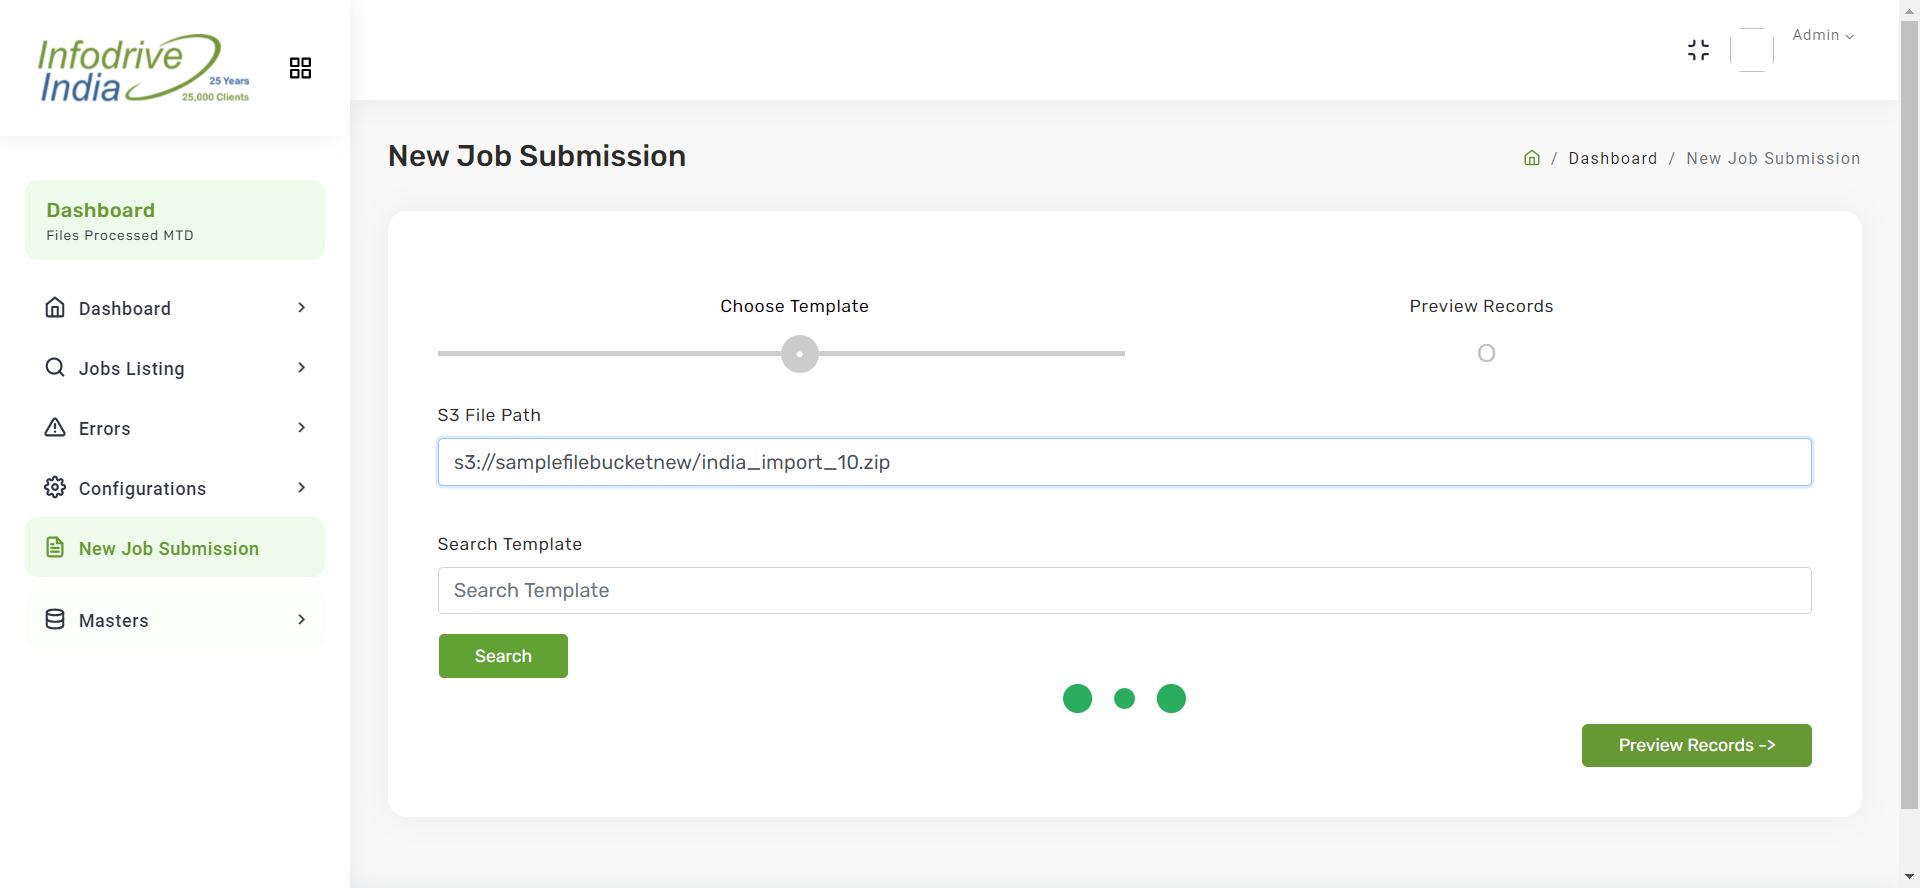 Infodrive
India
25 Years
25,000 Clients
Admin
New Job Submission
/ Dashboard / New Job Submission
Dashboard
Files Processed MTD
Dashboard
Jobs Listing
Errors
Configurations
New Job Submission
Masters
Choose Template
Preview Records
S3 File Path
s3://samplefilebucketnew/india_import_10.zip
Search Template
Search Template
Search
Preview Records ->